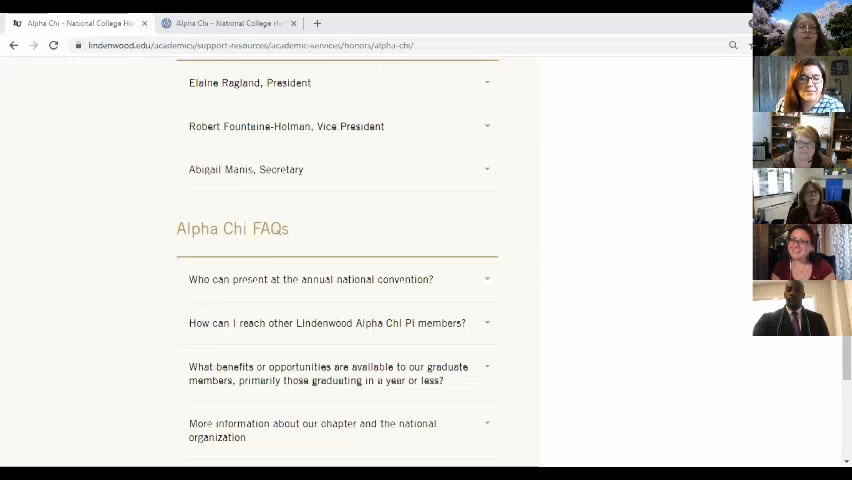 Alpha Chi - National College Ho
Alpha Chi – National College Ho
lindenwood.edu/academics/support-resources/academic-services/honors/alpha-chi/
Elaine Ragland, President
Robert Fountaine-Holman, Vice President
Abigail Manis, Secretary
Alpha Chi FAQs
Who can present at the annual national convention?
How can I reach other Lindenwood Alpha Chi Pi members?
What benefits or opportunities are available to our graduate
members, primarily those graduating in a year or less?
More information about our chapter and the national
organization